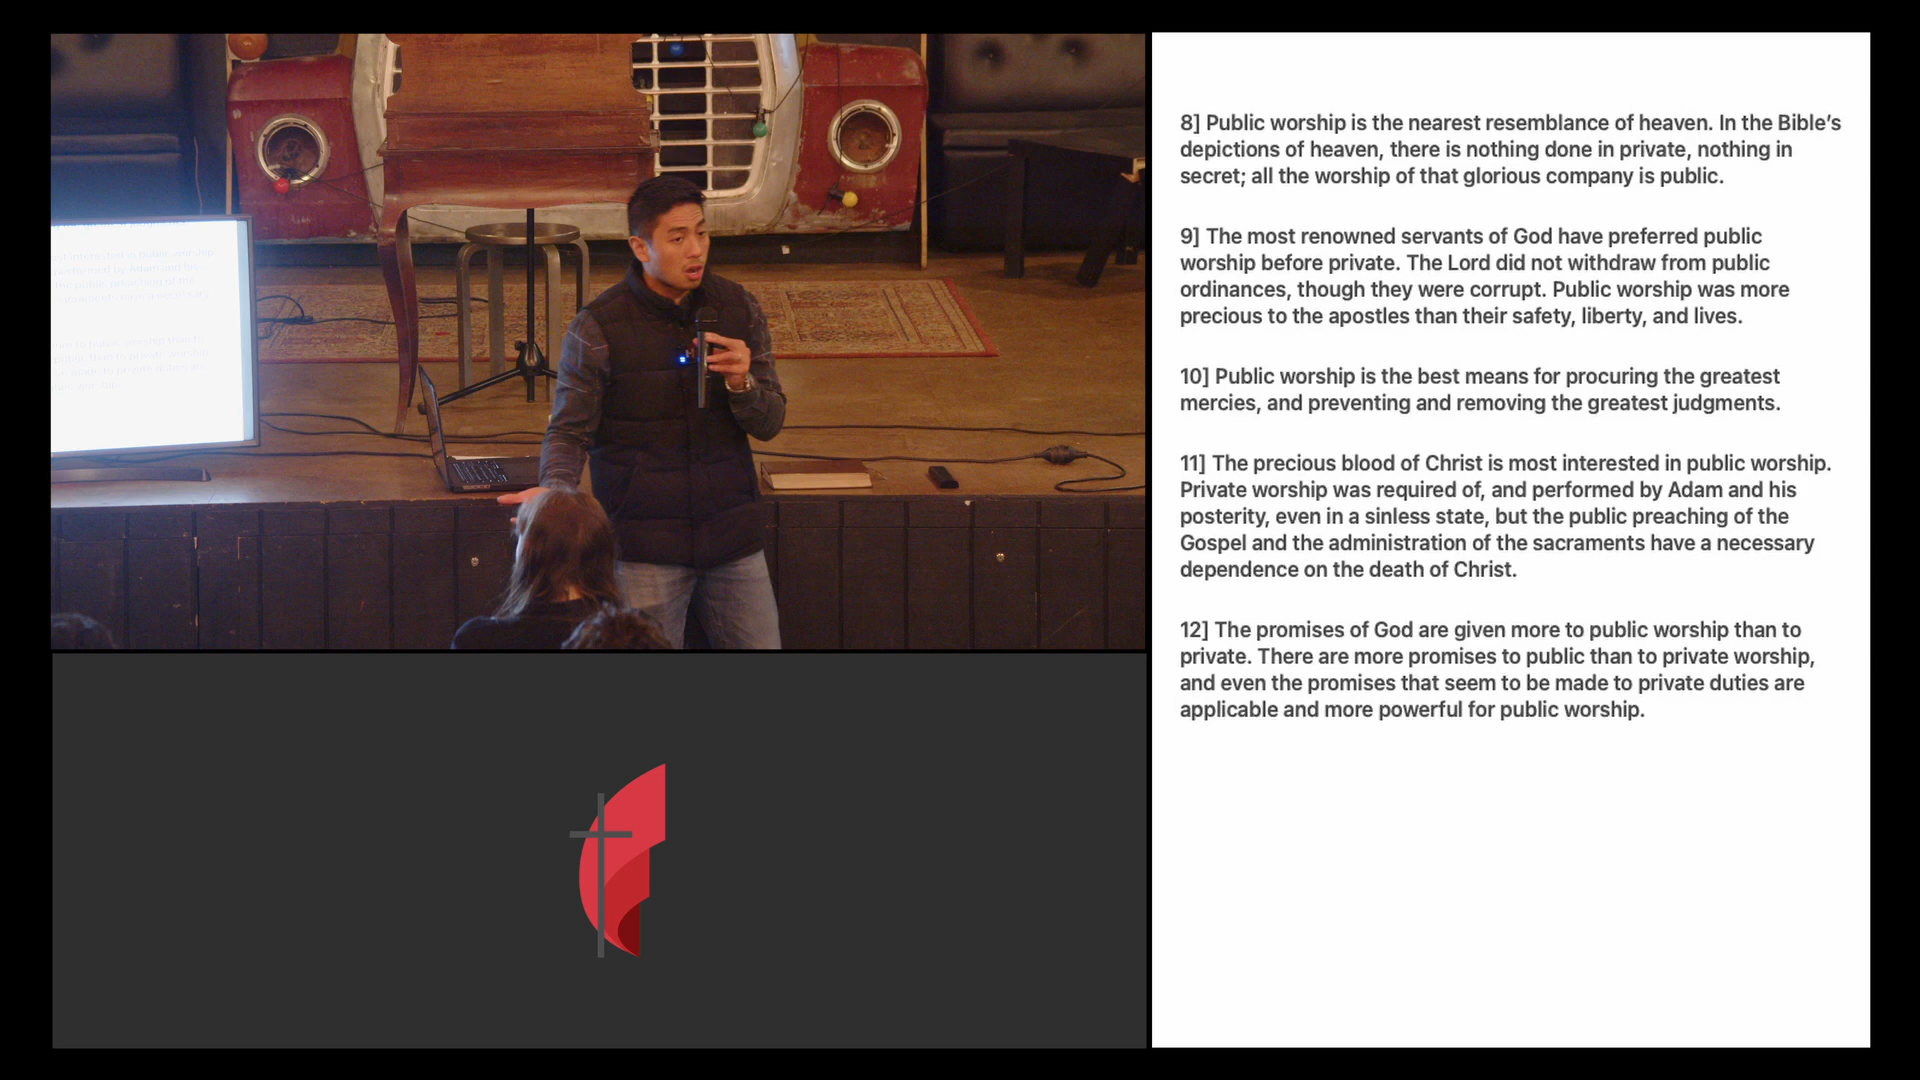 8] Public worship is the nearest resemblance of heaven. In the Bible’s
depictions of heaven, there is nothing done in private, nothing in
secret; all the worship of that glorious company is public.
9] The most renowned servants of God have preferred public
worship before private. The Lord did not withdraw from public
ordinances, though they were corrupt. Public worship was more
precious to the apostles than their safety, liberty, and lives.
10] Public worship is the best means for procuring the greatest
mercies, and preventing and removing the greatest judgments.
11] The precious blood of Christ is most interested in public worship.
Private worship was required of, and performed by Adam and his
posterity, even in a sinless state, but the public preaching of the
Gospel and the administration of the sacraments have a necessary
dependence on the death of Christ.
12] The promises of God are given more to public worship than to
private. There are more promises to public than to private worship,
and even the promises that seem to be made to private duties are
applicable and more powerful for public worship.